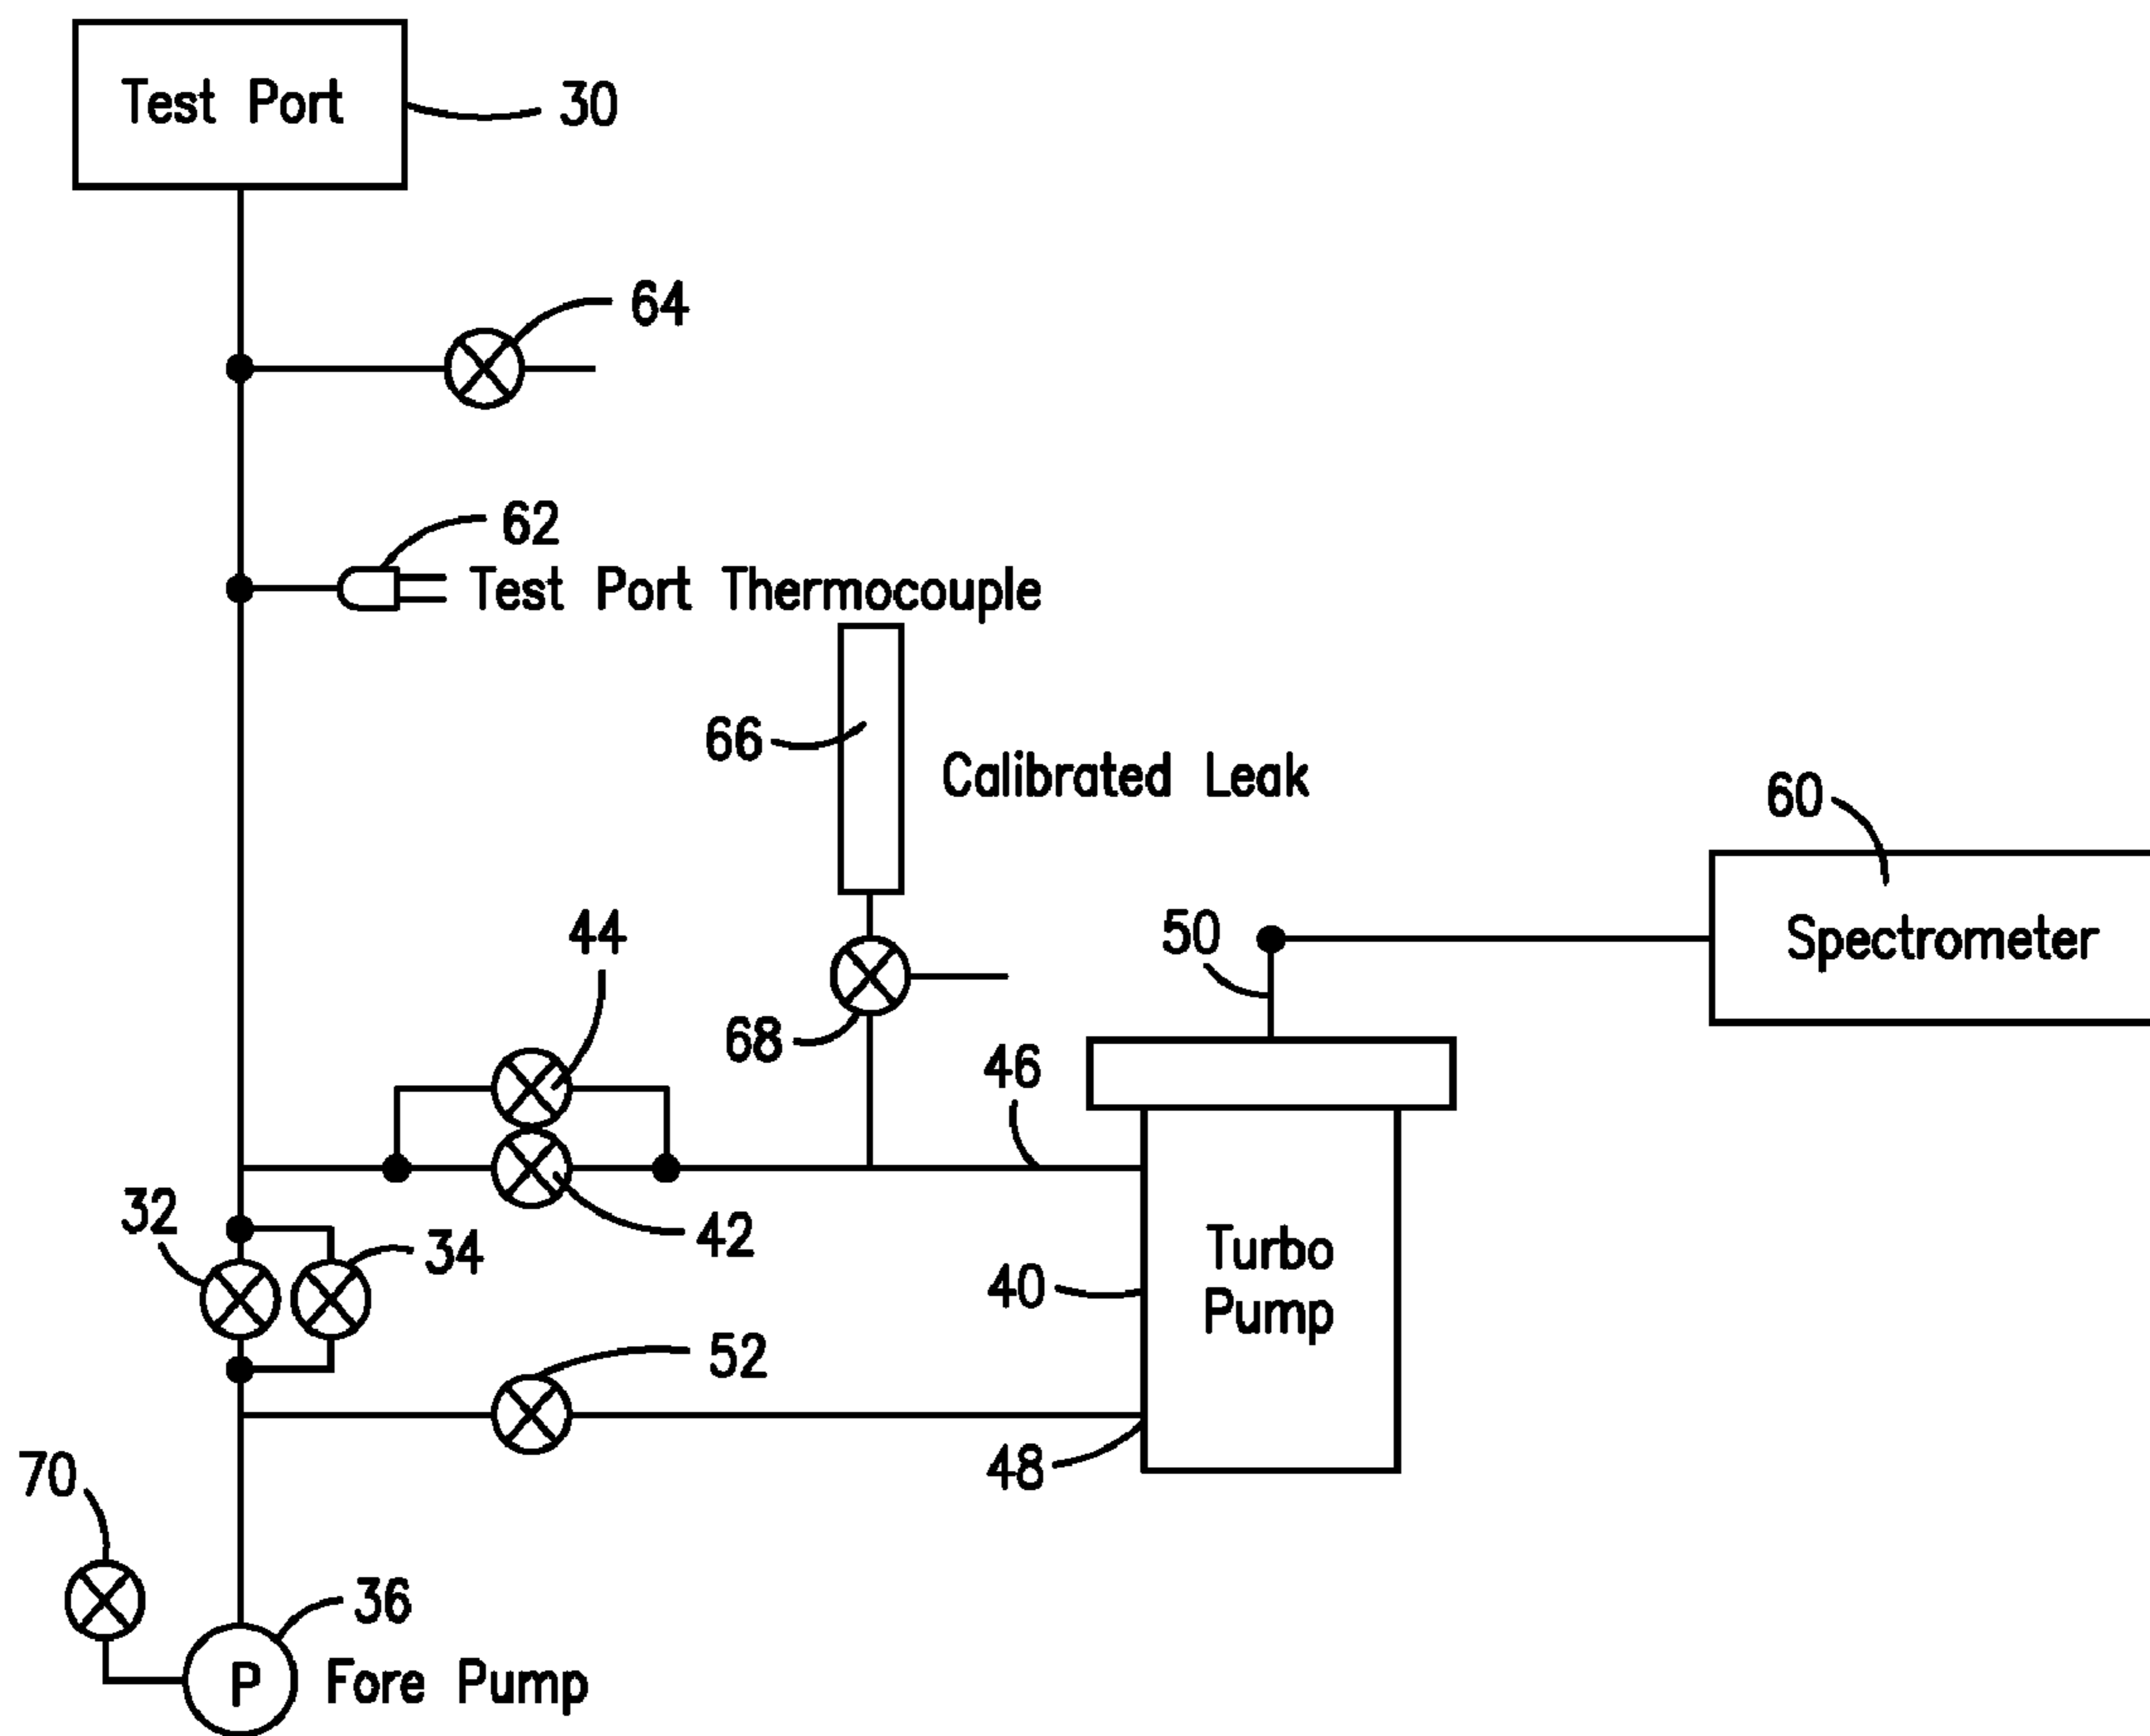 Test Port
30
64
62
Test Port Thermocouple
66
Calibrated Leak
60
Spectrometer
44
50
68
46
32
34
42
Turbo
Pump
40
52
48
70
36
P
Fore Pump